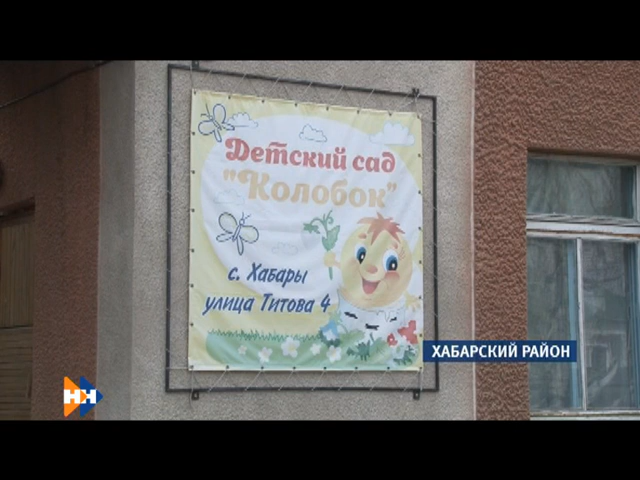 Детский сад
"Колобок"
с. Хабары
улица Титова 4
ХАБАРСКИЙ РАЙОН
НН